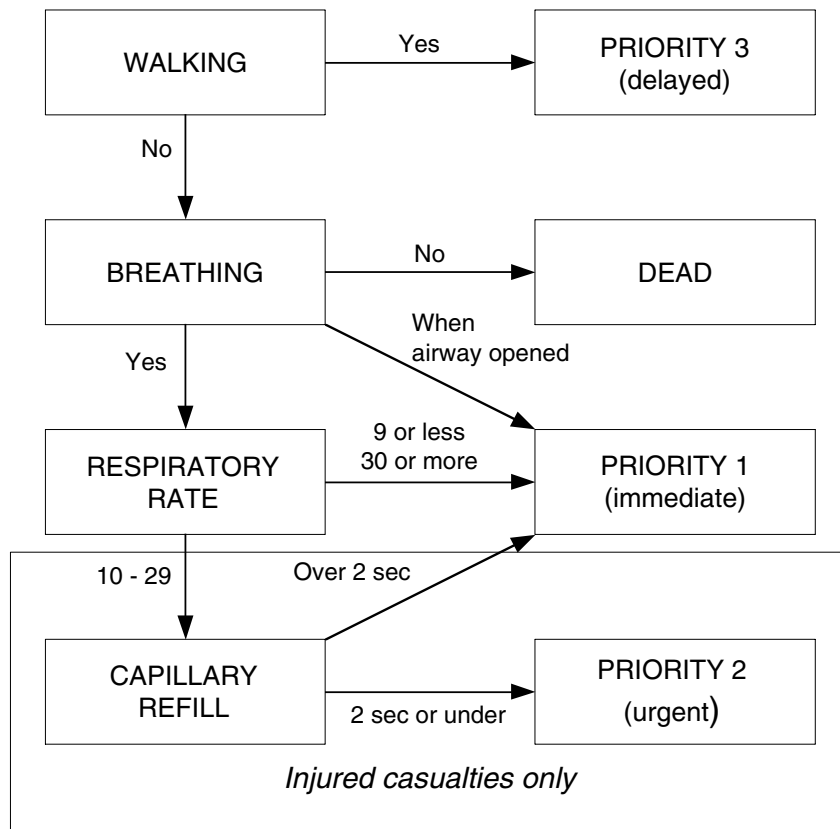 WALKING
Yes
PRIORITY 3
(delayed)
No
BREATHING
No
DEAD
When
airway opened
Yes
RESPIRATORY
RATE
9 or less
30 or more
PRIORITY 1
(immediate)
10 - 29
Over 2 sec
CAPILLARY
REFILL
2 sec or under
PRIORITY 2
(urgent)
Injured casualties only